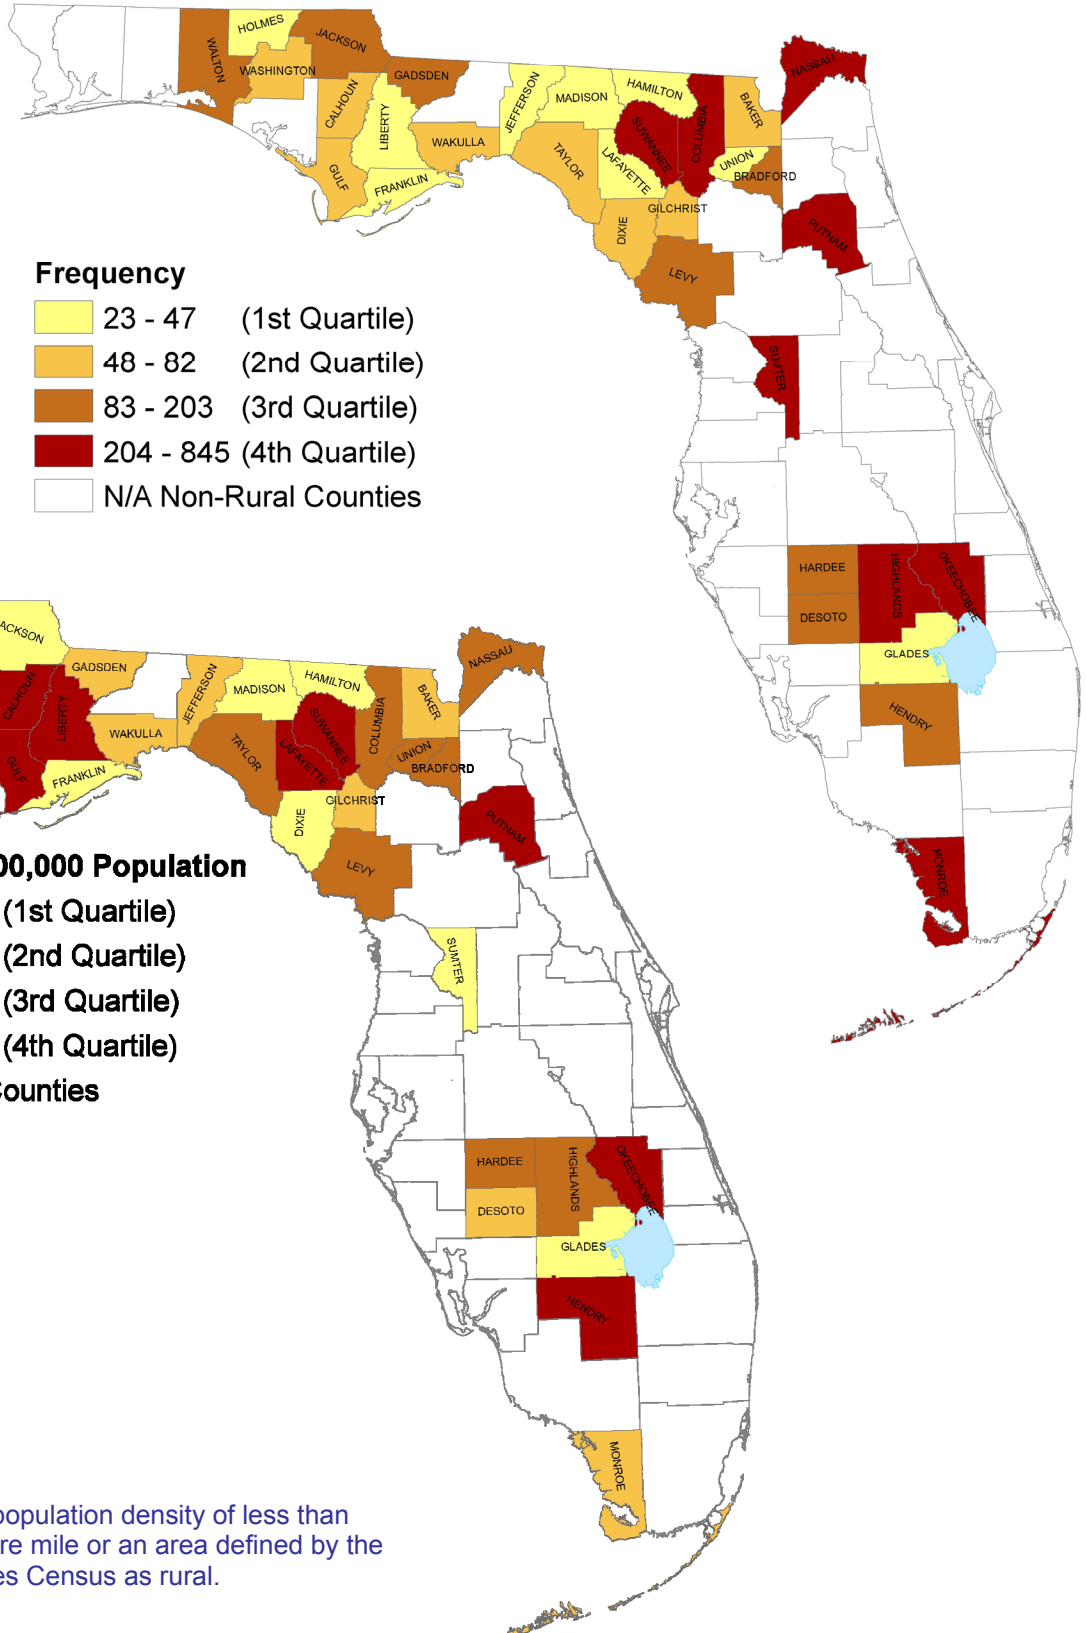 HOLMES
JACKSON
WALTON
WASHINGTON
GADSDEN
CALHOUN
LIBERTY
GULF
FRANKLIN
WAKULLA
JEFFERSON
MADISON
HAMILTON
TAYLOR
LAFAYETTE
SUWANNEE
COLUMBIA
BAKER
NASSAU
UNION
BRADFORD
GILCHRIST
DIXIE
LEVY
PUTNAM
SUMTER
HARDEE
HIGHLANDS
OKEECHOBEE
DESOTO
GLADES
HENDRY
MONROE
Frequency
23 - 47 (1st Quartile)
48 - 82 (2nd Quartile)
83 - 203 (3rd Quartile)
204 - 845 (4th Quartile)
N/A Non-Rural Counties
ACKSON
GADSDEN
CALHOUN
LIBERTY
GULF
FRANKLIN
WAKULLA
JEFFERSON
MADISON
HAMILTON
TAYLOR
LAFAYETTE
SUWANNEE
COLUMBIA
BAKER
NASSAU
UNION
BRADFORD
GILCHRIST
DIXIE
LEVY
PUTNAM
SUMTER
HARDEE
HIGHLANDS
OKEECHOBEE
DESOTO
GLADES
HENDRY
MONROE
00,000 Population
(1st Quartile)
(2nd Quartile)
(3rd Quartile)
(4th Quartile)
Counties
population density of less than
re mile or an area defined by the
es Census as rural.